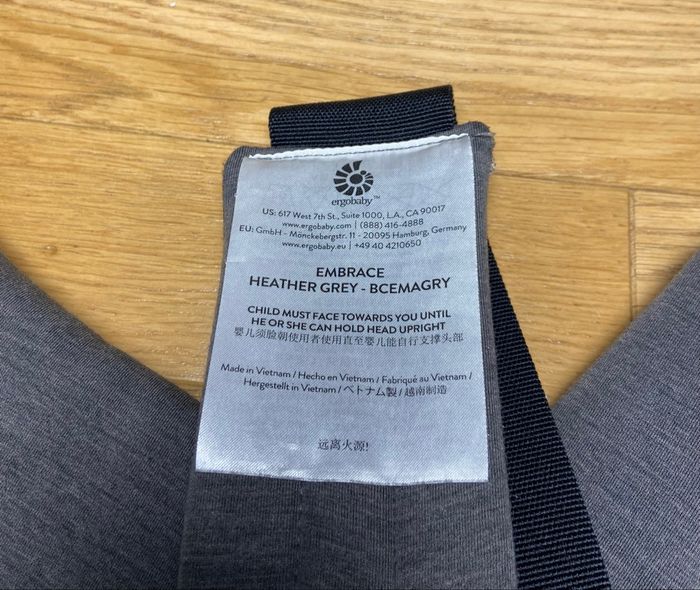 ergobaby™
US: 617 West 7th St., Suite 1000, L.A., CA 90017
www.ergobaby.com | (888) 416-4888
EU: GmbH - Mönckebergstr. 11 - 20095 Hamburg, Germany
www.ergobaby.eu | +49 40 4210650
EMBRACE
HEATHER GREY - BCEMAGRY
CHILD MUST FACE TOWARDS YOU UNTIL
HE OR SHE CAN HOLD HEAD UPRIGHT
婴儿须脸朝使用者使用直至婴儿能自行支撑头部
Made in Vietnam / Hecho en Vietnam / Fabriqué au Vietnam /
Hergestellt in Vietnam / ベトナム製 / 越南制造
远离火源!